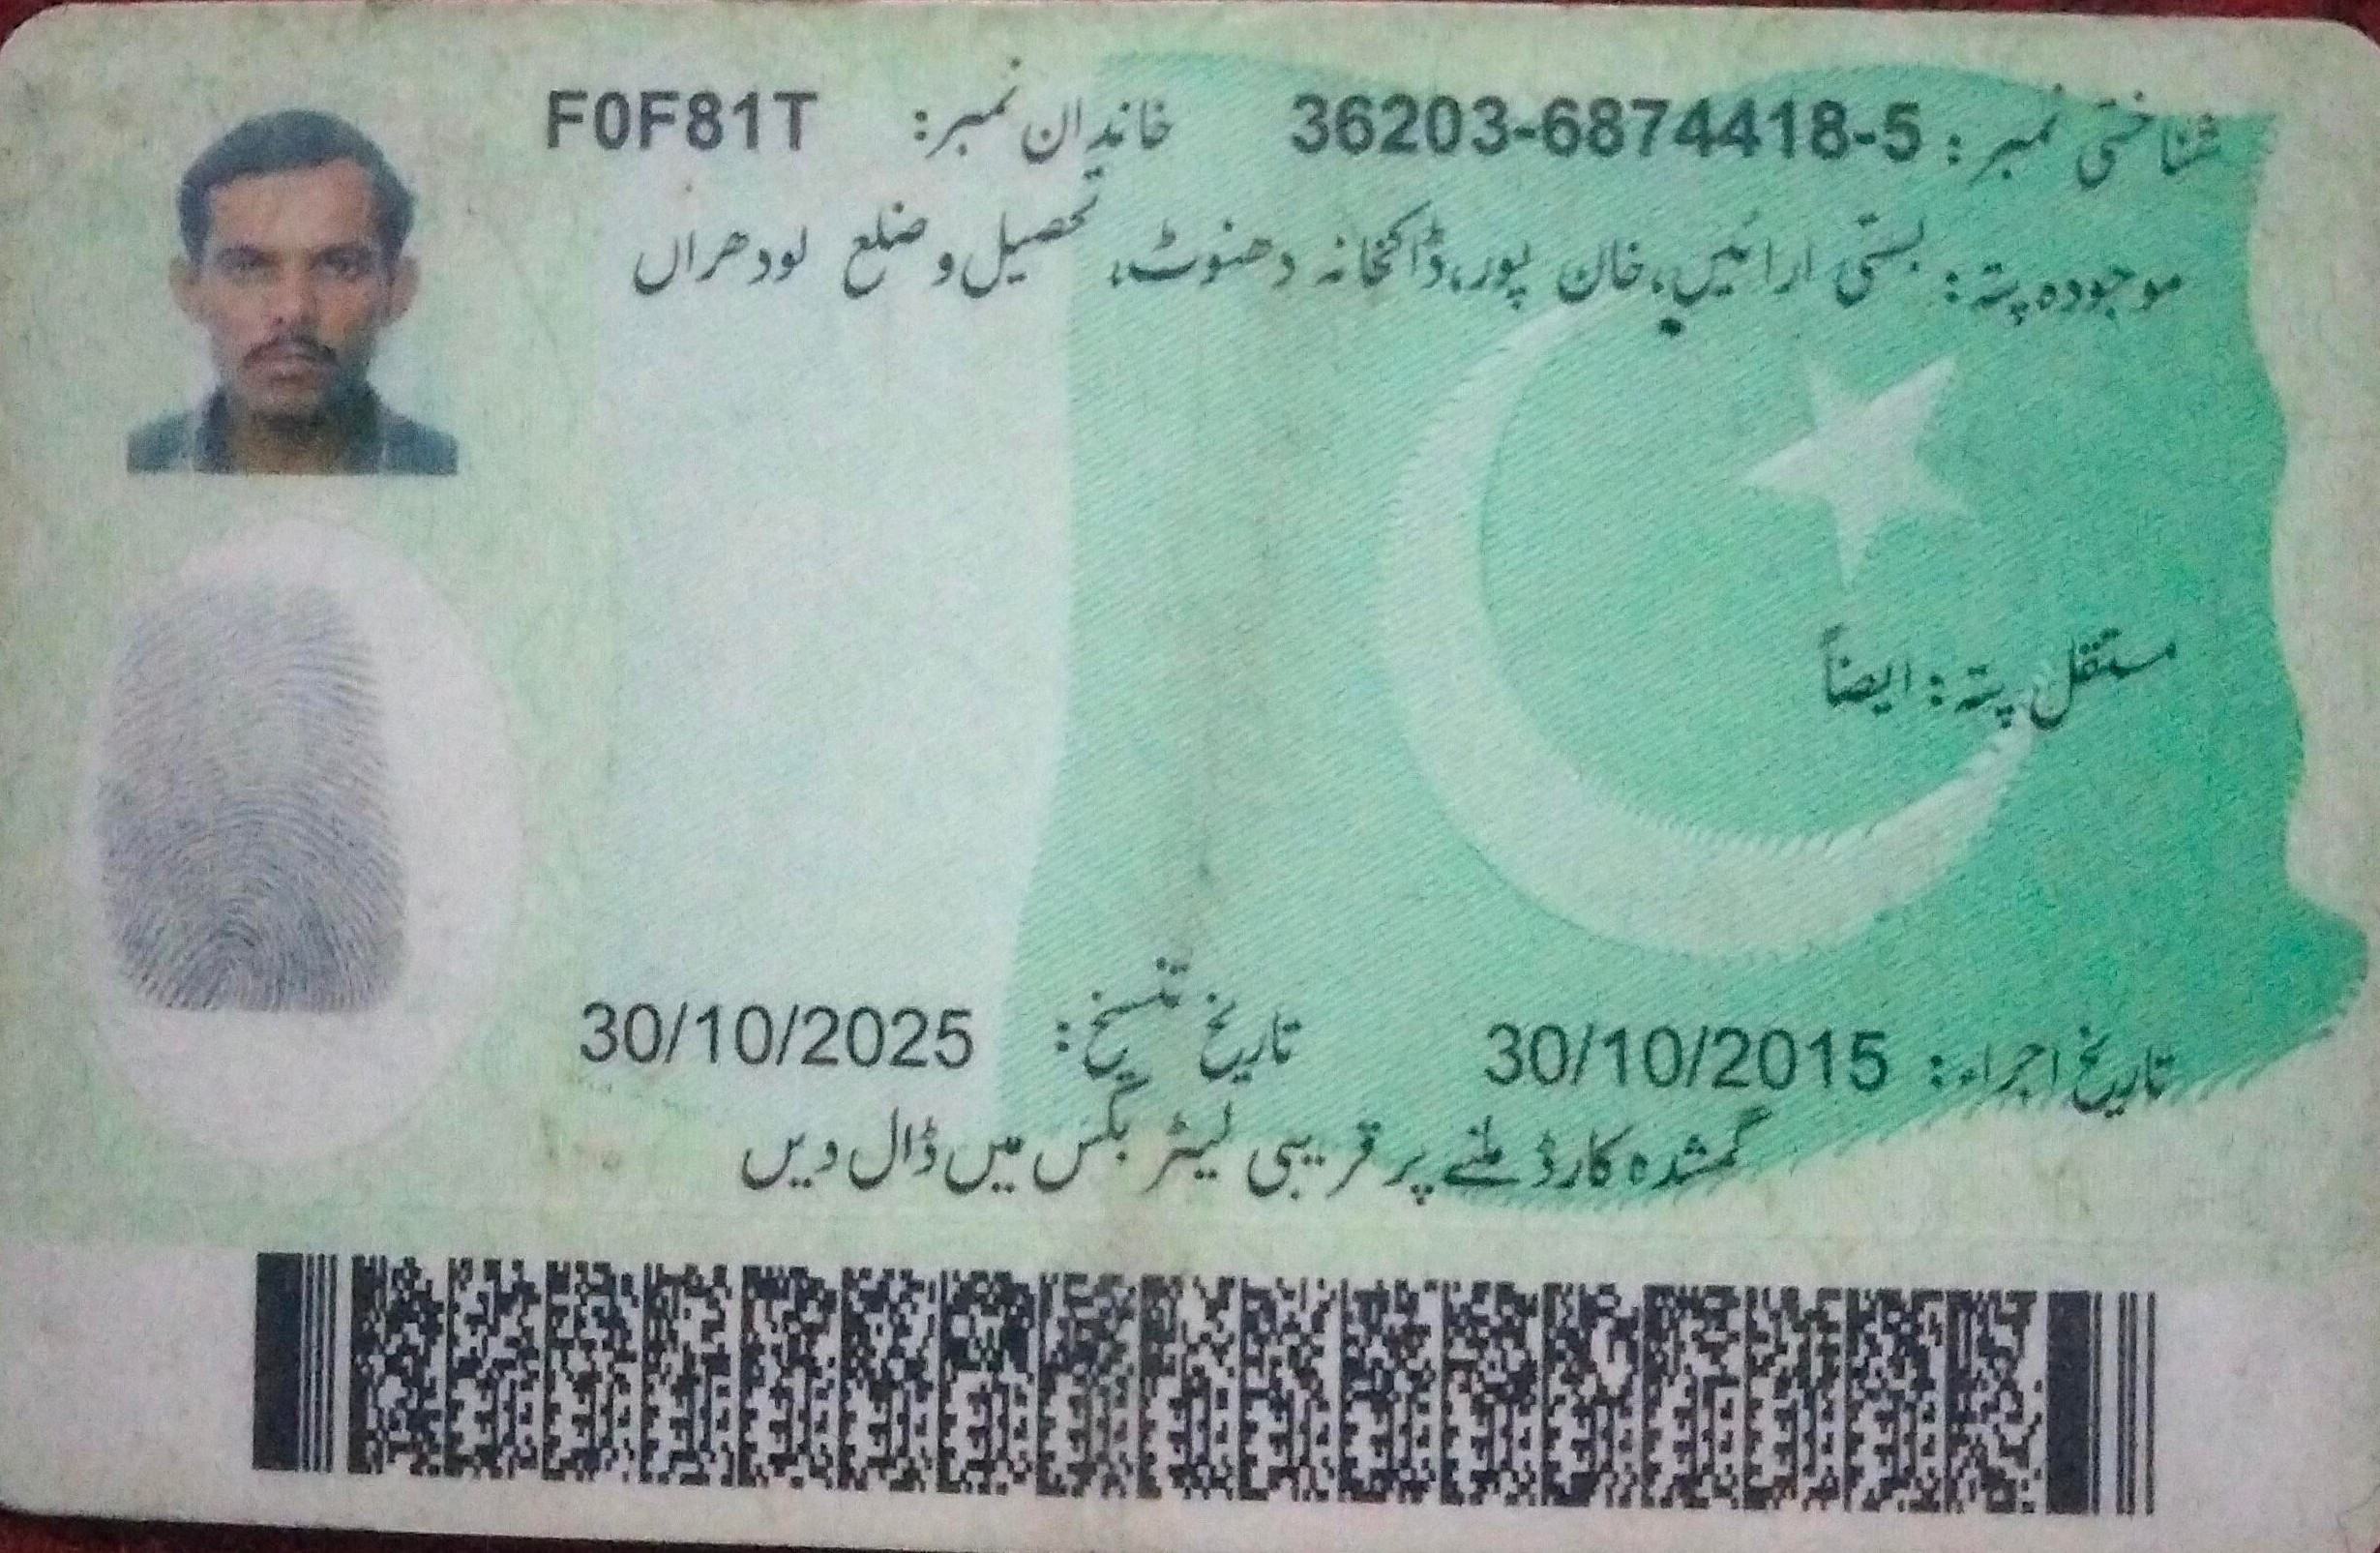 شناختی نمبر: 36203-6874418-5 خاندان نمبر: F0F81T
موجودہ پتہ: بستی ارائیں، خان پور، ڈاکخانہ دھنوٹ، تحصیل و ضلع لودھراں
مستقل پتہ: ایضاً
تاریخ اجراء: 30/10/2015 تاریخ تنسیخ: 30/10/2025
گمشدہ کارڈ ملنے پر قریبی لیٹر بکس میں ڈال دیں